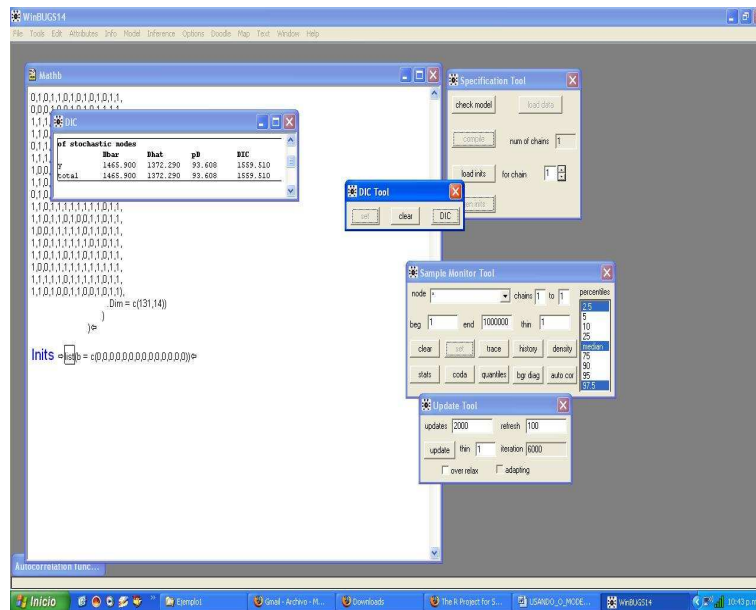 WinBUGS14
File Tools Edit Attributes Info Model Inference Options Doodle Map Text Window Help
Mathb
0,1,0,1,1,0,1,0,1,0,1,0,1,1,
DIC
of stochastic nodes
Dbar Dhat pD DIC
y 1465.900 1372.290 93.608 1559.510
total 1465.900 1372.290 93.608 1559.510
1,1,0,1,1,1,1,1,1,1,0,1,1,
1,1,0,1,1,0,1,0,0,1,1,0,1,1,
1,0,0,1,1,1,1,1,0,1,1,0,1,1,
1,1,0,1,1,1,1,1,1,0,1,0,1,1,
1,1,0,1,1,1,1,0,1,1,1,0,1,1,
1,0,0,1,1,1,1,1,1,1,1,1,1,1,
1,1,0,1,1,1,1,0,1,1,1,0,1,1,
1,1,0,1,0,0,1,1,0,0,1,0,1,1),
.Dim = c(131,14))
)
)
Inits list(b = c(0,0,0,0,0,0,0,0,0,0,0,0,0,0))
Specification Tool
check model load data
compile num of chains 1
load inits for chain 1
gen inits
DIC Tool
set clear DIC
Sample Monitor Tool
node * chains 1 to 1 percentiles
beg 1 end 1000000 thin 1
2.5
5
10
25
median
75
90
95
97.5
clear set trace history density
stats coda quantiles bgr diag auto cor
Update Tool
updates 2000 refresh 100
update thin 1 iteration 6000
over relax adapting
Autocorrelation func...
Inicio Ejemplo1 Gmail - Archivo - M... Downloads The R Project for S... USANDO_O_MODE... WinBUGS14 10:43 p.m.